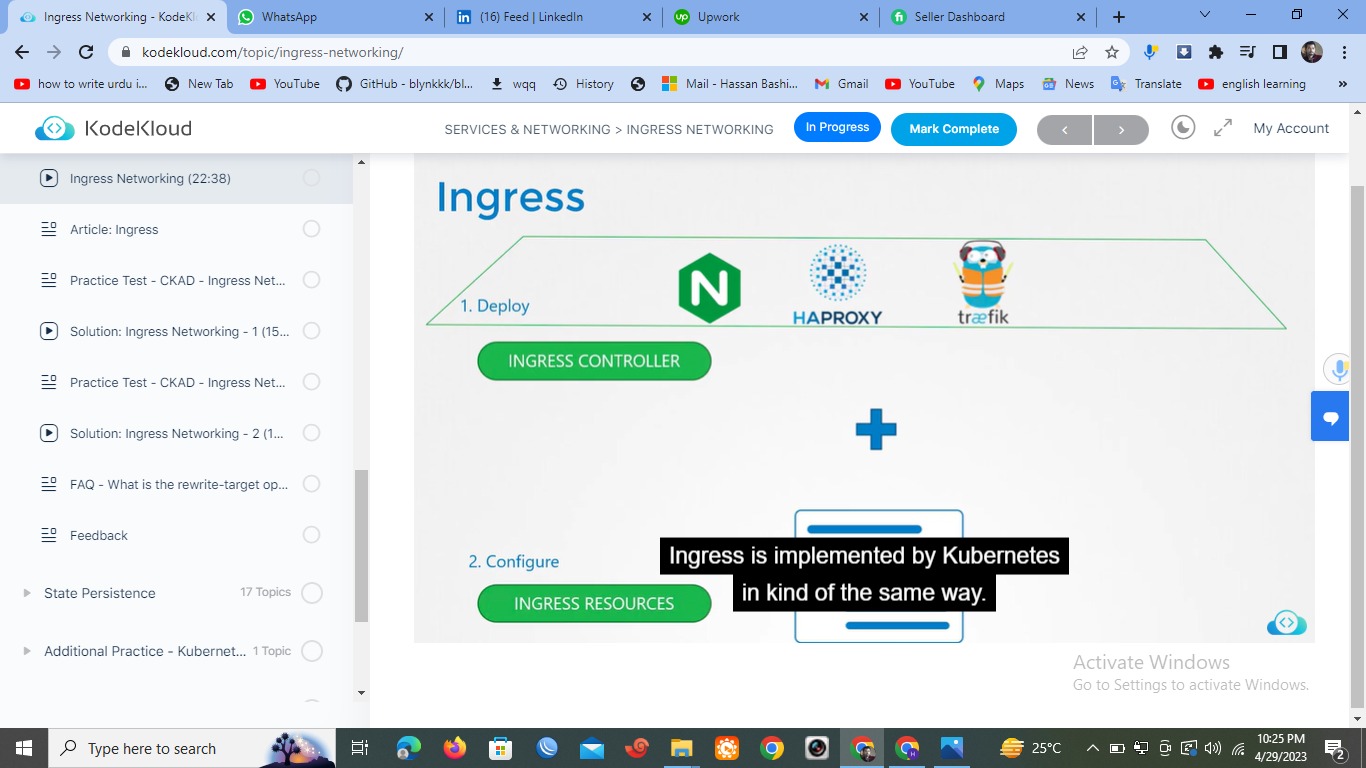 Ingress Networking - KodeKl
WhatsApp
(16) Feed | LinkedIn
Upwork
Seller Dashboard
kodekloud.com/topic/ingress-networking/
how to write urdu i...
New Tab
YouTube
GitHub - blynkkk/bl...
wqq
History
Mail - Hassan Bashi...
Gmail
YouTube
Maps
News
Translate
english learning
KodeKloud
SERVICES & NETWORKING > INGRESS NETWORKING
In Progress
Mark Complete
My Account
Ingress Networking (22:38)
Article: Ingress
Practice Test - CKAD - Ingress Net...
Solution: Ingress Networking - 1 (15...
Practice Test - CKAD - Ingress Net...
Solution: Ingress Networking - 2 (1...
FAQ - What is the rewrite-target op...
Feedback
State Persistence 17 Topics
Additional Practice - Kubernet... 1 Topic
Ingress
N
HAPROXY
træfik
1. Deploy
INGRESS CONTROLLER
2. Configure
INGRESS RESOURCES
Ingress is implemented by Kubernetes
in kind of the same way.
Activate Windows
Go to Settings to activate Windows.
Type here to search
25°C
10:25 PM
4/29/2023
2